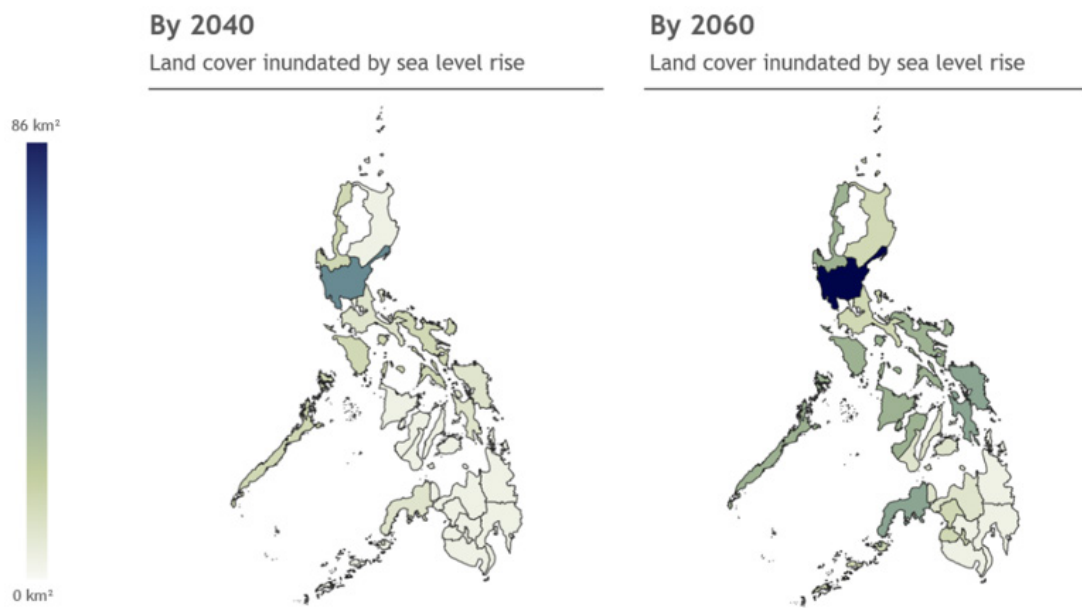 By 2040
Land cover inundated by sea level rise
By 2060
Land cover inundated by sea level rise
86 km²
0 km²